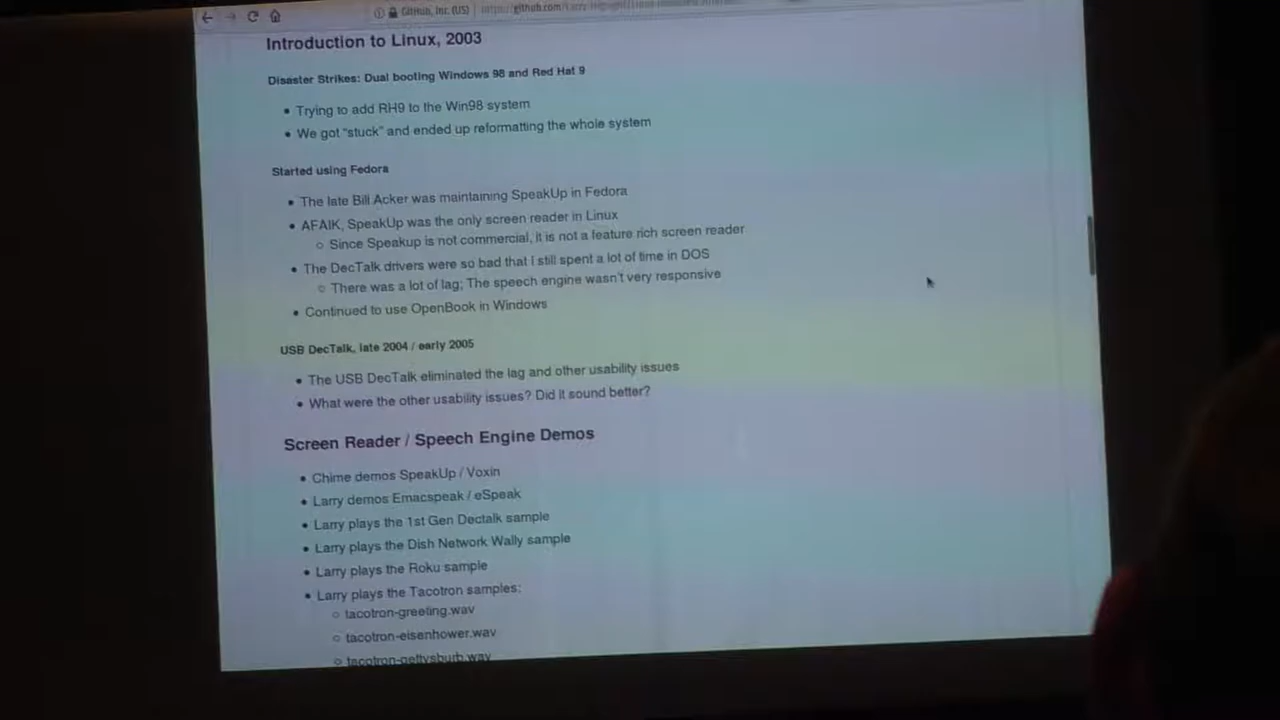 GitHub, Inc. (US)
Introduction to Linux, 2003
Disaster Strikes: Dual booting Windows 98 and Red Hat 9
• Trying to add RH9 to the Win98 system
• We got "stuck" and ended up reformatting the whole system
Started using Fedora
• The late Bill Acker was maintaining SpeakUp in Fedora
• AFAIK, SpeakUp was the only screen reader in Linux
○ Since Speakup is not commercial, it is not a feature rich screen reader
• The DecTalk drivers were so bad that I still spent a lot of time in DOS
○ There was a lot of lag; The speech engine wasn't very responsive
• Continued to use OpenBook in Windows
USB DecTalk, late 2004 / early 2005
• The USB DecTalk eliminated the lag and other usability issues
• What were the other usability issues? Did it sound better?
Screen Reader / Speech Engine Demos
• Chime demos SpeakUp / Voxin
• Larry demos Emacspeak / eSpeak
• Larry plays the 1st Gen Dectalk sample
• Larry plays the Dish Network Wally sample
• Larry plays the Roku sample
• Larry plays the Tacotron samples:
○ tacotron-greeting.wav
○ tacotron-eisenhower.wav
○ tacotron-gettysburb.wav